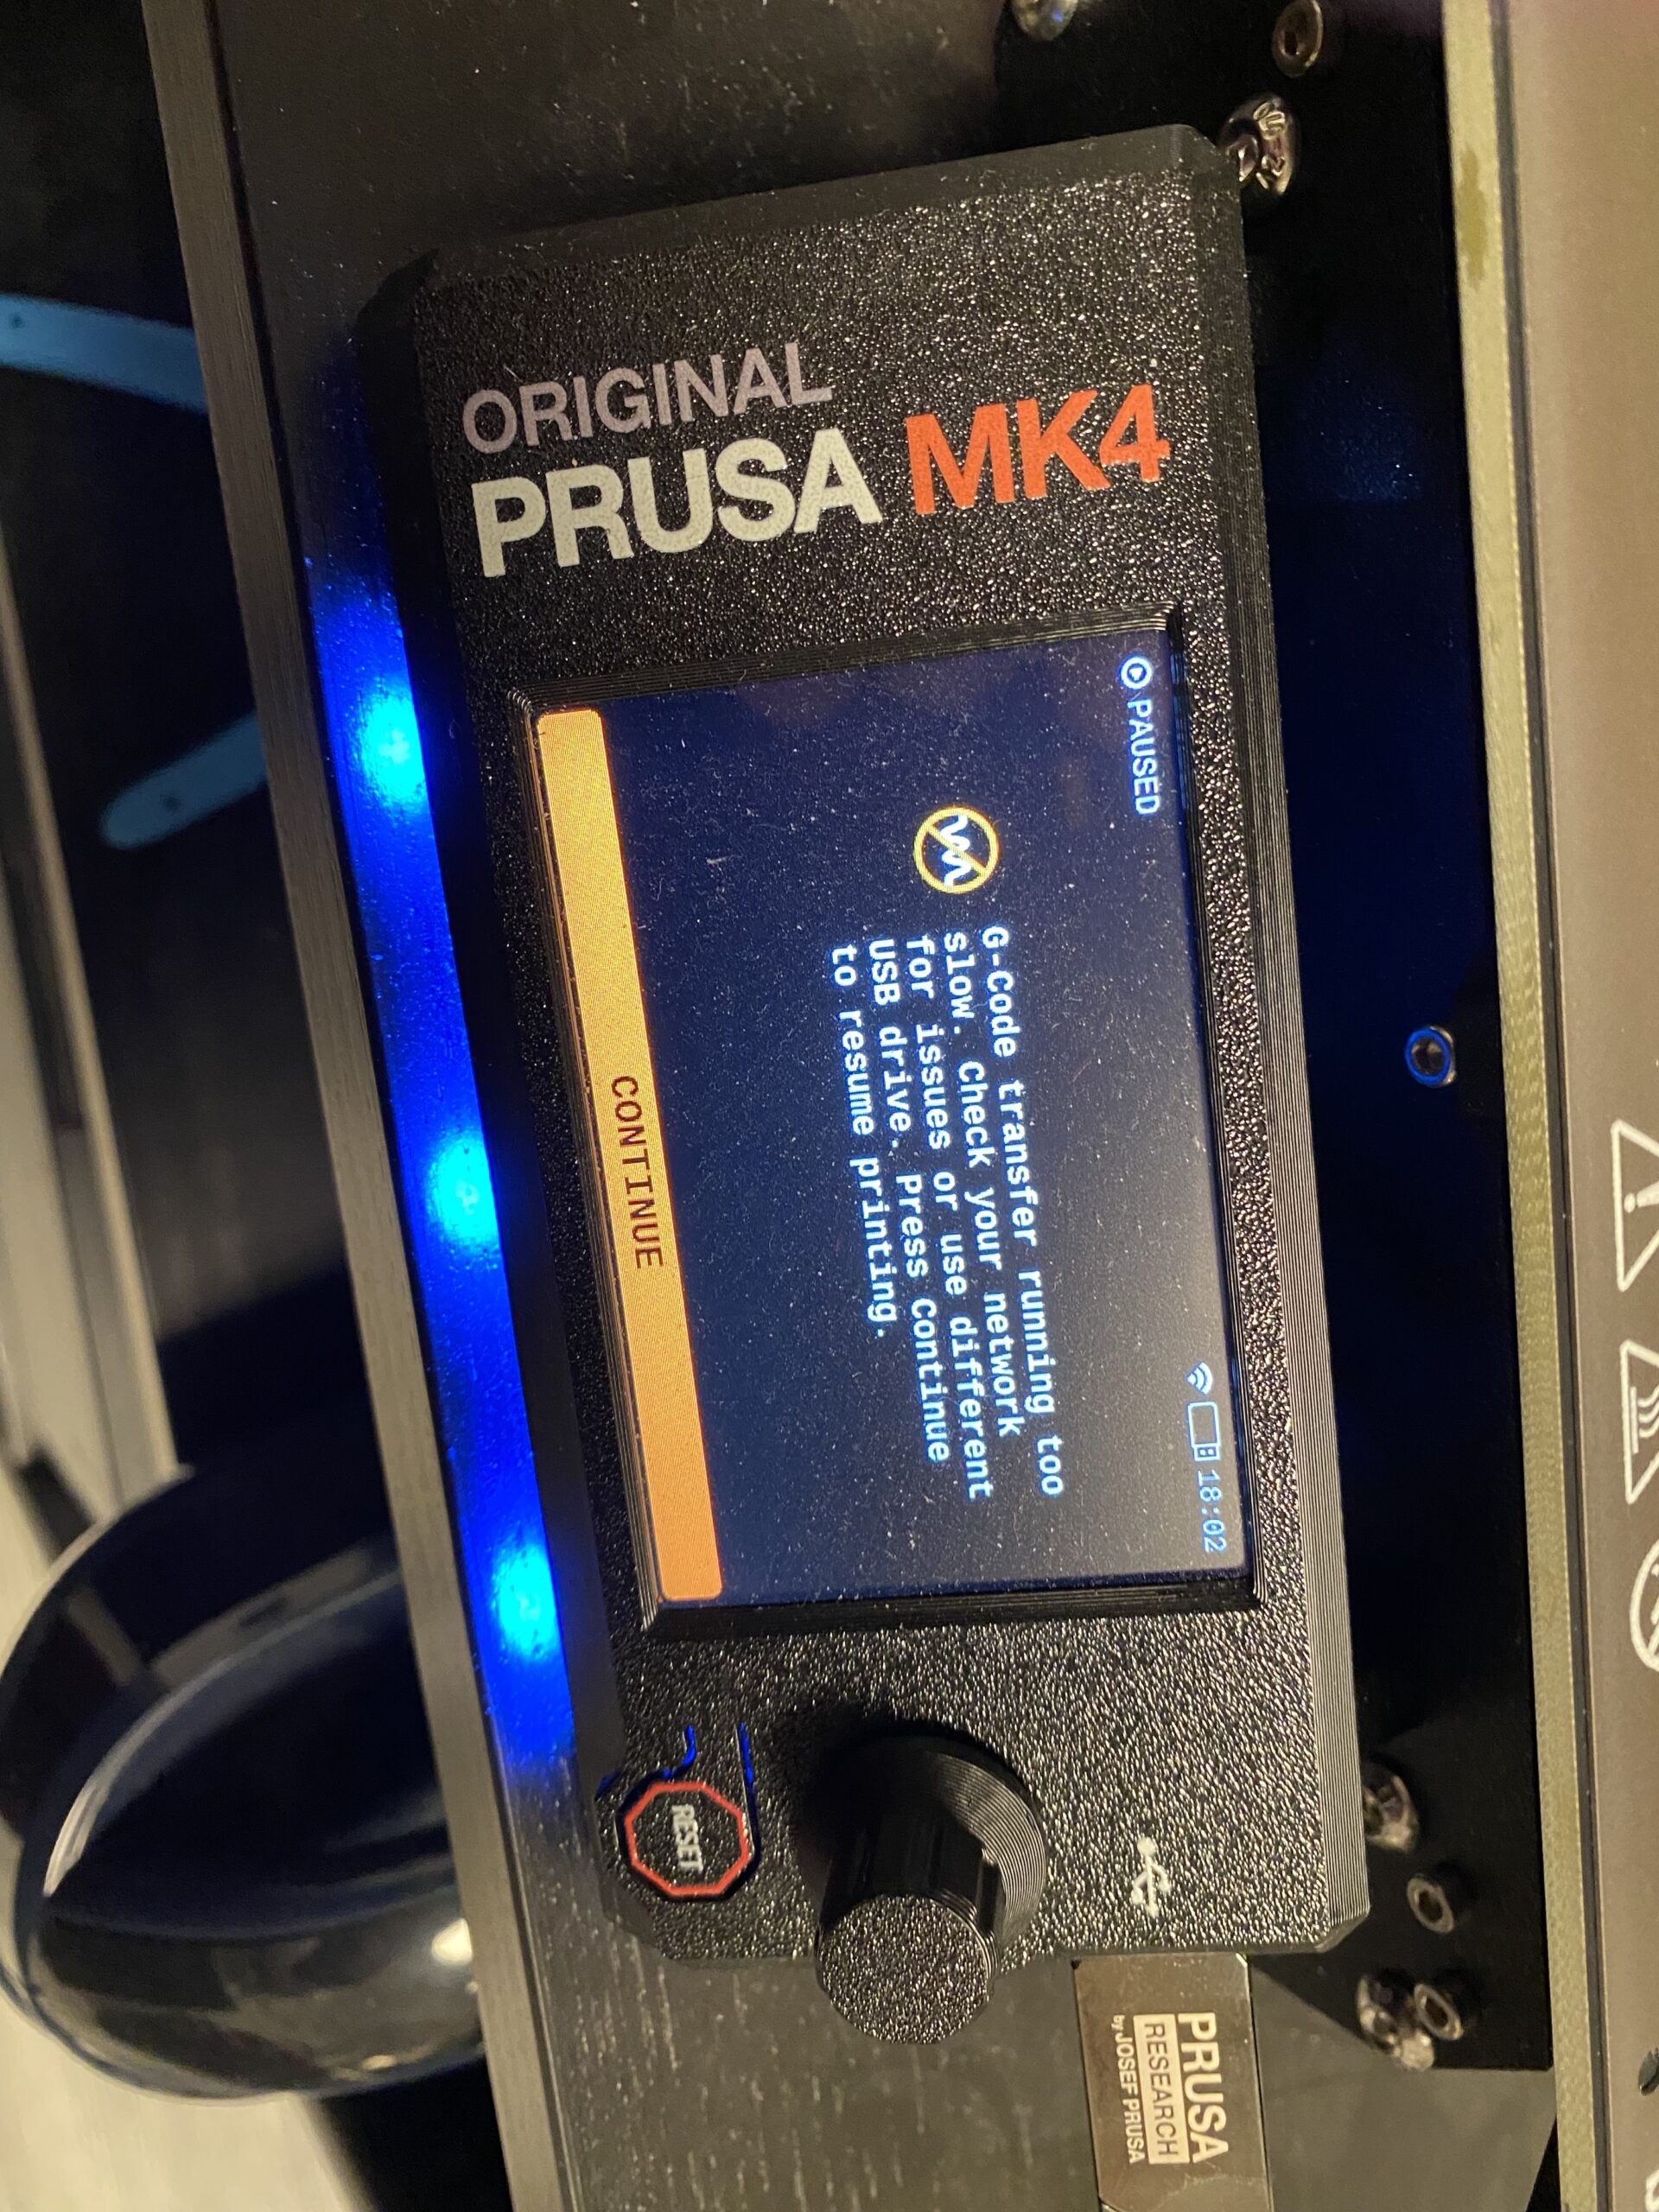 ORIGINAL
PRUSA MK4
PAUSED
18:02
G-Code transfer running too
slow. Check your network
for issues or use different
USB drive. Press Continue
to resume printing.
CONTINUE
RESET
PRUSA
RESEARCH
by JOSEF PRUSA